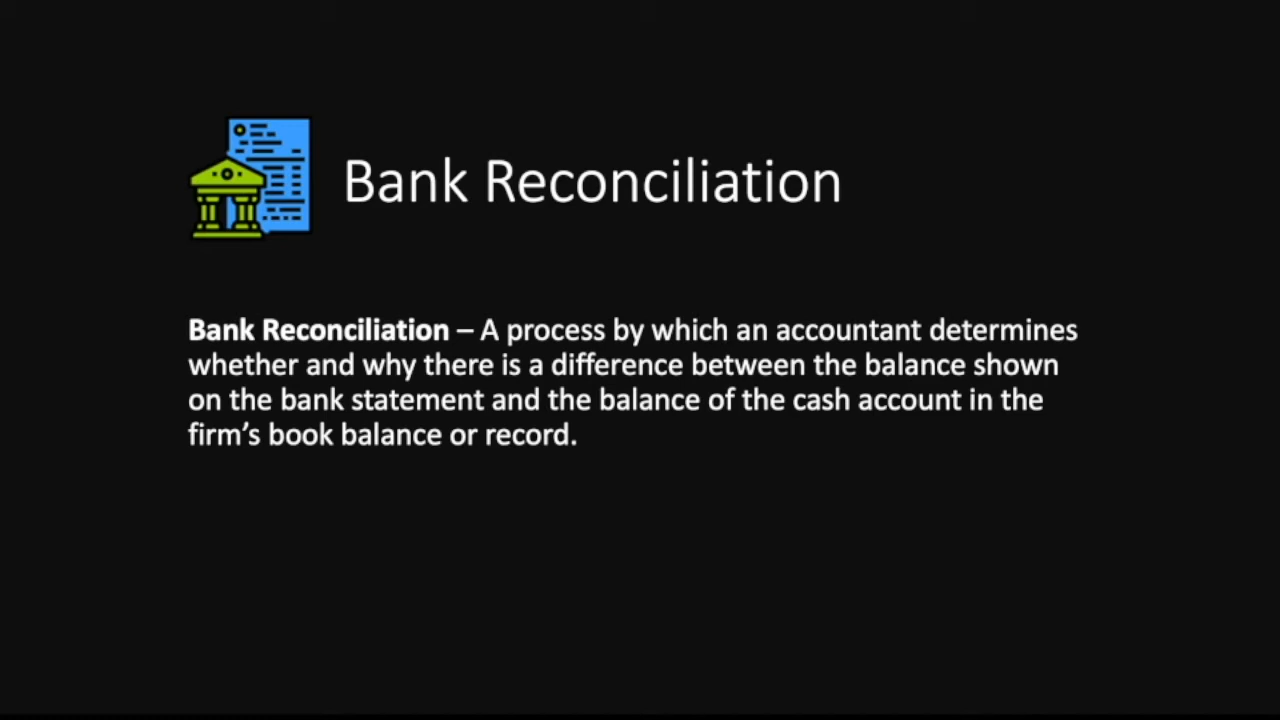 Bank Reconciliation
Bank Reconciliation – A process by which an accountant determines
whether and why there is a difference between the balance shown
on the bank statement and the balance of the cash account in the
firm’s book balance or record.